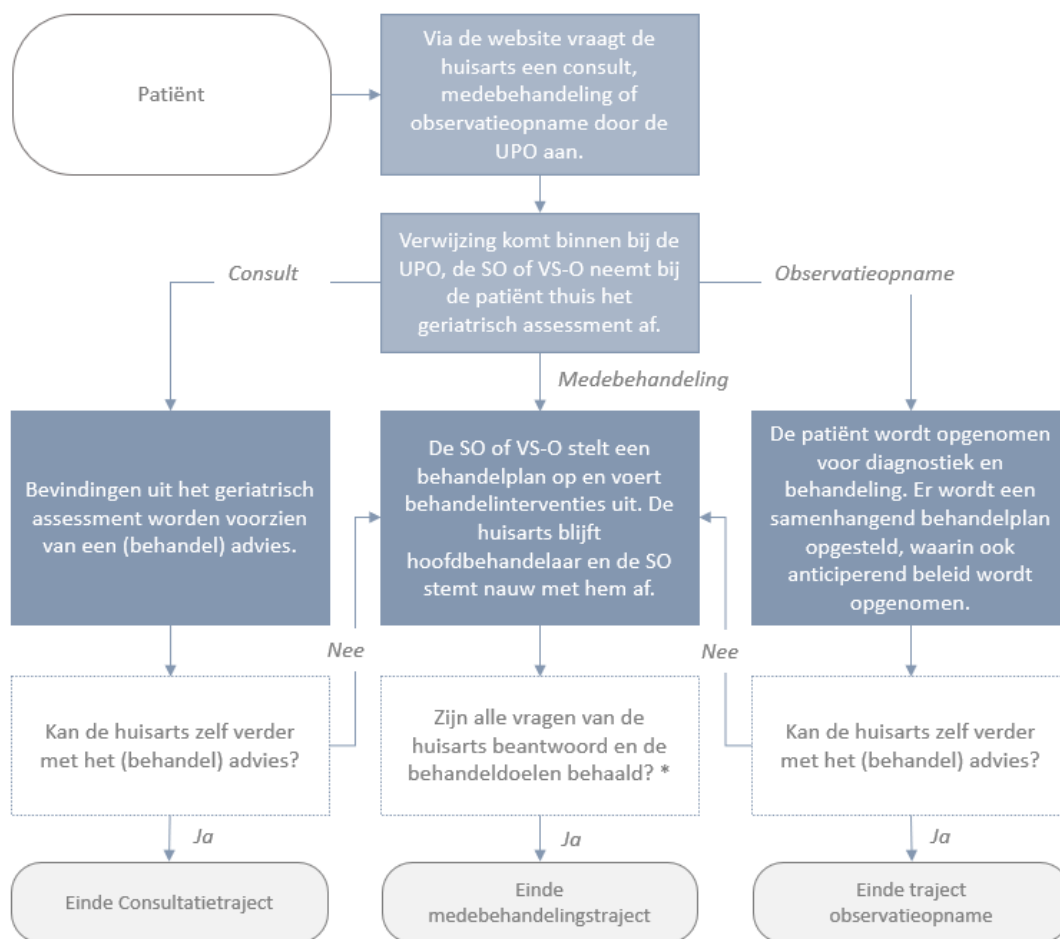 Patiënt
Via de website vraagt de
huisarts een consult,
medebehandeling of
observatieopname door de
UPO aan.
Verwijzing komt binnen bij de
UPO, de SO of VS-O neemt bij
de patiënt thuis het
geriatrisch assessment af.
Consult
Observatieopname
Medebehandeling
Bevindingen uit het geriatrisch
assessment worden voorzien
van een (behandel) advies.
De SO of VS-O stelt een
behandelplan op en voert
behandelinterventies uit. De
huisarts blijft
hoofdbehandelaar en de SO
stemt nauw met hem af.
De patiënt wordt opgenomen
voor diagnostiek en
behandeling. Er wordt een
samenhangend behandelplan
opgesteld, waarin ook
anticiperend beleid wordt
opgenomen.
Nee
Nee
Kan de huisarts zelf verder
met het (behandel) advies?
Zijn alle vragen van de
huisarts beantwoord en de
behandeldoelen behaald? *
Kan de huisarts zelf verder
met het (behandel) advies?
Ja
Ja
Ja
Einde Consultatietraject
Einde
medebehandelingstraject
Einde traject
observatieopname